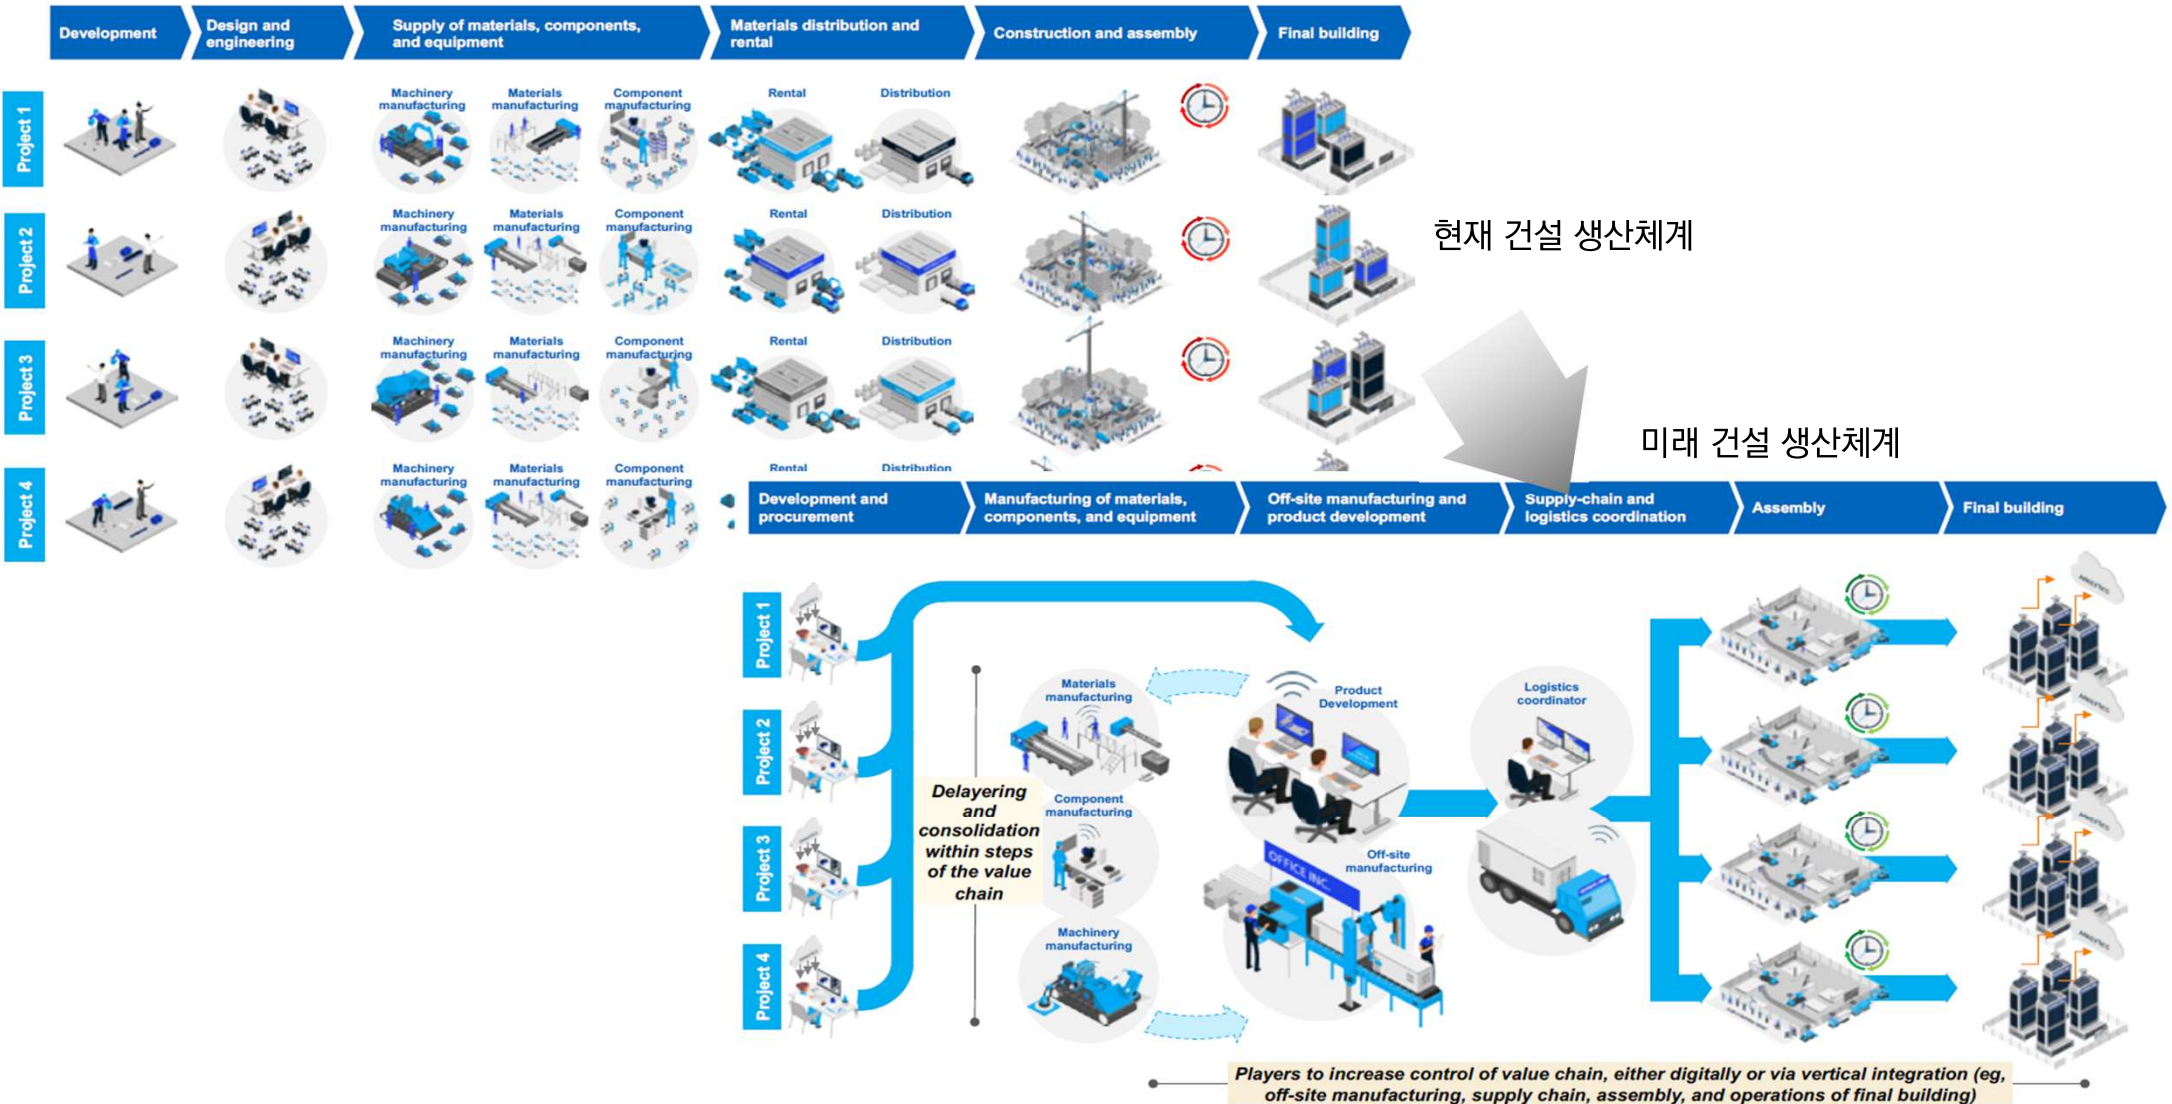 Development
Design and
engineering
Supply of materials, components,
and equipment
Materials distribution and
rental
Construction and assembly
Final building
Project 1
Machinery
manufacturing
Materials
manufacturing
Component
manufacturing
Rental
Distribution
Project 2
Machinery
manufacturing
Materials
manufacturing
Component
manufacturing
Rental
Distribution
현재 건설 생산체계
Project 3
Machinery
manufacturing
Materials
manufacturing
Component
manufacturing
Rental
Distribution
미래 건설 생산체계
Project 4
Machinery
manufacturing
Materials
manufacturing
Component
manufacturing
Rental
Distribution
Development and
procurement
Manufacturing of materials,
components, and equipment
Off-site manufacturing and
product development
Supply-chain and
logistics coordination
Assembly
Final building
Project 1
Project 2
Project 3
Project 4
Delayering
and
consolidation
within steps
of the value
chain
Materials
manufacturing
Component
manufacturing
Machinery
manufacturing
Product
Development
OFFICE INC.
Off-site
manufacturing
Logistics
coordinator
Players to increase control of value chain, either digitally or via vertical integration (eg,
off-site manufacturing, supply chain, assembly, and operations of final building)